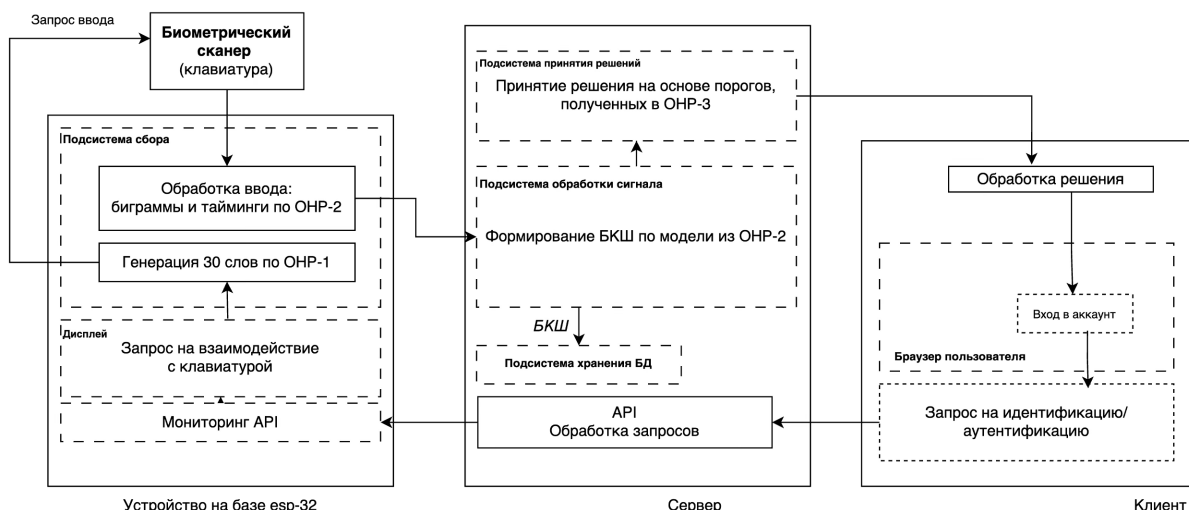 Запрос ввода
Биометрический
сканер
(клавиатура)
Подсистема сбора
Обработка ввода:
биграммы и тайминги по ОНР-2
Генерация 30 слов по ОНР-1
Дисплей
Запрос на взаимодействие
с клавиатурой
Мониторинг API
Устройство на базе esp-32
Подсистема принятия решений
Принятие решения на основе порогов,
полученных в ОНР-3
Подсистема обработки сигнала
Формирование БКШ по модели из ОНР-2
БКШ
Подсистема хранения БД
API
Обработка запросов
Сервер
Обработка решения
Вход в аккаунт
Браузер пользователя
Запрос на идентификацию/
аутентификацию
Клиент